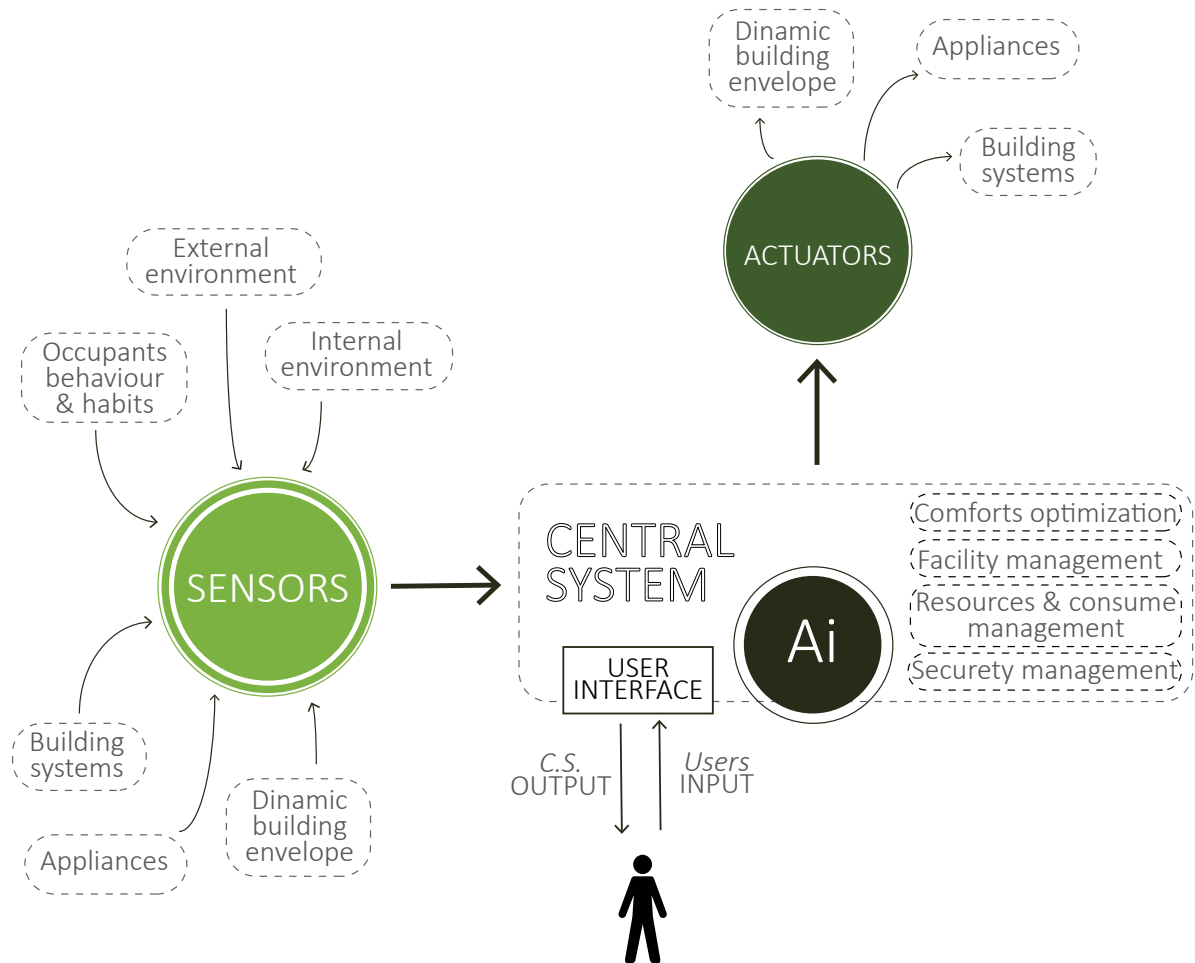 Dinamic
building
envelope
Appliances
Building
systems
ACTUATORS
External
environment
Internal
environment
Occupants
behaviour
& habits
SENSORS
Building
systems
Appliances
Dinamic
building
envelope
CENTRAL
SYSTEM
Ai
Comforts optimization
Facility management
Resources & consume
management
Securety management
USER
INTERFACE
C.S.
OUTPUT
Users
INPUT